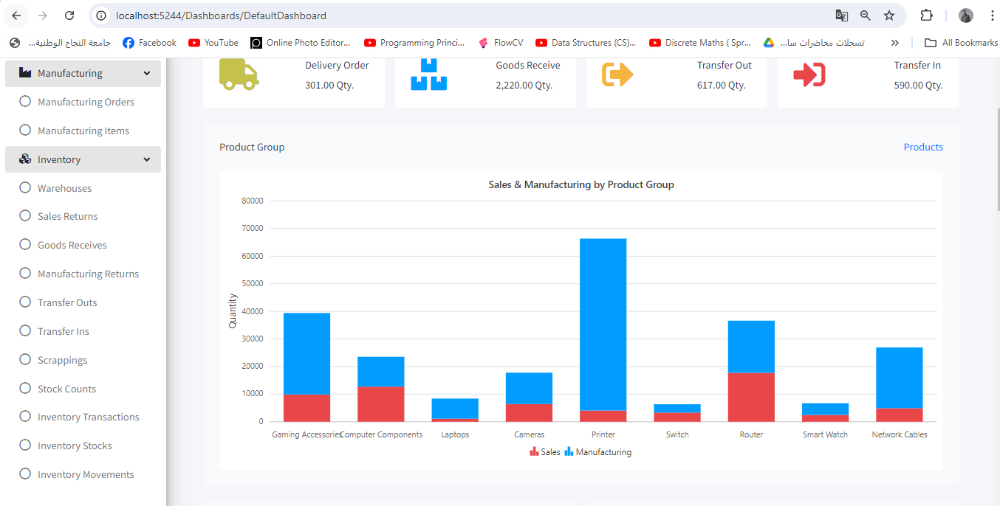 localhost:5244/Dashboards/DefaultDashboard
جامعة النجاح الوطنية... Facebook YouTube Online Photo Editor... Programming Princi... FlowCV Data Structures (CS)... Discrete Maths ( Spr... تسجلات محاضرات سا... » All Bookmarks
Manufacturing
Manufacturing Orders
Manufacturing Items
Inventory
Warehouses
Sales Returns
Goods Receives
Manufacturing Returns
Transfer Outs
Transfer Ins
Scrappings
Stock Counts
Inventory Transactions
Inventory Stocks
Inventory Movements
Delivery Order
301.00 Qty.
Goods Receive
2,220.00 Qty.
Transfer Out
617.00 Qty.
Transfer In
590.00 Qty.
Product Group
Products
Sales & Manufacturing by Product Group
Quantity
80000
70000
60000
50000
40000
30000
20000
10000
0
Gaming Accessories Computer Components Laptops Cameras Printer Switch Router Smart Watch Network Cables
Sales Manufacturing